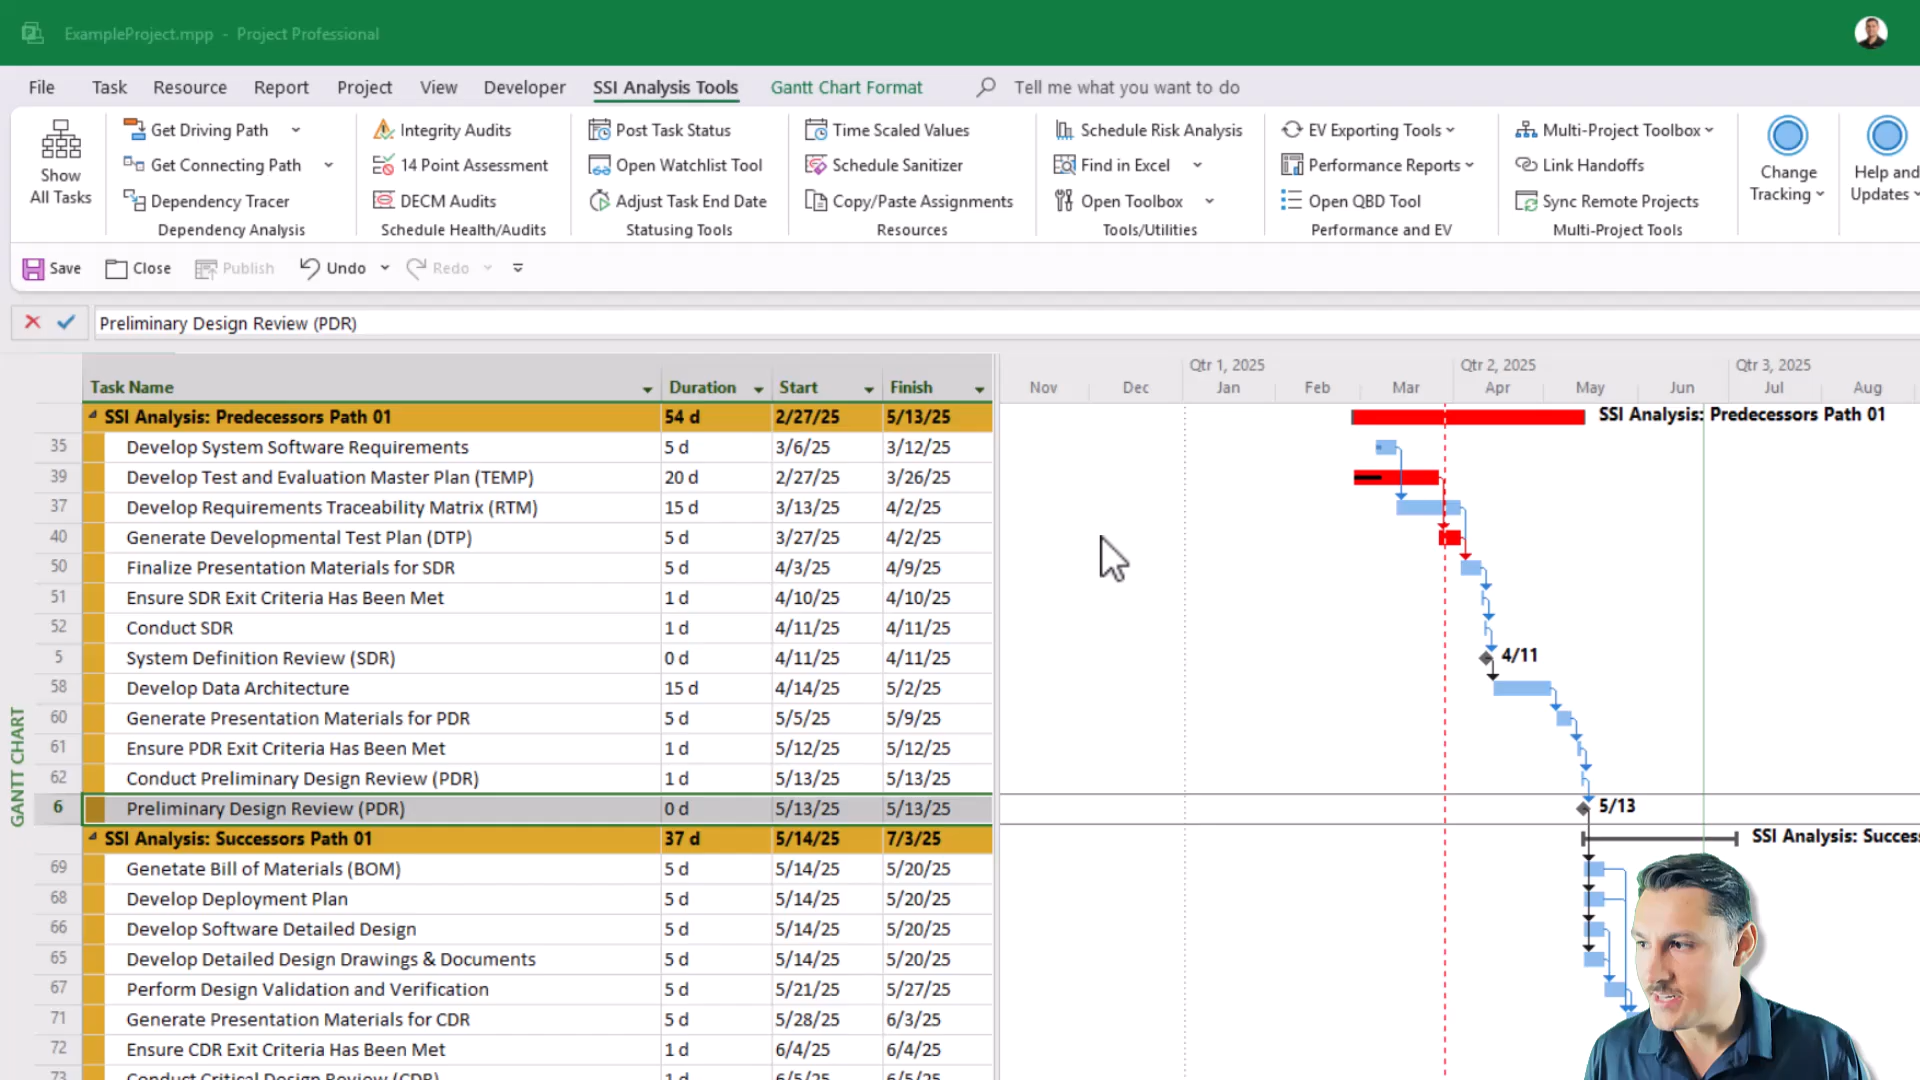 ExampleProject.mpp - Project Professional
File Task Resource Report Project View Developer SSI Analysis Tools Gantt Chart Format Tell me what you want to do
Show
All Tasks
Get Driving Path
Get Connecting Path
Dependency Tracer
Dependency Analysis
Integrity Audits
14 Point Assessment
DECM Audits
Schedule Health/Audits
Post Task Status
Open Watchlist Tool
Adjust Task End Date
Statusing Tools
Time Scaled Values
Schedule Sanitizer
Copy/Paste Assignments
Resources
Schedule Risk Analysis
Find in Excel
Open Toolbox
Tools/Utilities
EV Exporting Tools
Performance Reports
Open QBD Tool
Performance and EV
Multi-Project Toolbox
Link Handoffs
Sync Remote Projects
Multi-Project Tools
Change
Tracking
Help and
Updates
Save Close Publish Undo Redo
Preliminary Design Review (PDR)
Qtr 1, 2025 Qtr 2, 2025 Qtr 3, 2025
Task Name Duration Start Finish Nov Dec Jan Feb Mar Apr May Jun Jul Aug
SSI Analysis: Predecessors Path 01 54 d 2/27/25 5/13/25 SSI Analysis: Predecessors Path 01
35 Develop System Software Requirements 5 d 3/6/25 3/12/25
39 Develop Test and Evaluation Master Plan (TEMP) 20 d 2/27/25 3/26/25
37 Develop Requirements Traceability Matrix (RTM) 15 d 3/13/25 4/2/25
40 Generate Developmental Test Plan (DTP) 5 d 3/27/25 4/2/25
50 Finalize Presentation Materials for SDR 5 d 4/3/25 4/9/25
51 Ensure SDR Exit Criteria Has Been Met 1 d 4/10/25 4/10/25
52 Conduct SDR 1 d 4/11/25 4/11/25
5 System Definition Review (SDR) 0 d 4/11/25 4/11/25 4/11
58 Develop Data Architecture 15 d 4/14/25 5/2/25
60 Generate Presentation Materials for PDR 5 d 5/5/25 5/9/25
61 Ensure PDR Exit Criteria Has Been Met 1 d 5/12/25 5/12/25
62 Conduct Preliminary Design Review (PDR) 1 d 5/13/25 5/13/25
6 Preliminary Design Review (PDR) 0 d 5/13/25 5/13/25 5/13
SSI Analysis: Successors Path 01 37 d 5/14/25 7/3/25 SSI Analysis: Succes
69 Genetate Bill of Materials (BOM) 5 d 5/14/25 5/20/25
68 Develop Deployment Plan 5 d 5/14/25 5/20/25
66 Develop Software Detailed Design 5 d 5/14/25 5/20/25
65 Develop Detailed Design Drawings & Documents 5 d 5/14/25 5/20/25
67 Perform Design Validation and Verification 5 d 5/21/25 5/27/25
71 Generate Presentation Materials for CDR 5 d 5/28/25 6/3/25
72 Ensure CDR Exit Criteria Has Been Met 1 d 6/4/25 6/4/25
73 Conduct Critical Design Review (CDR) 1 d 6/5/25 6/5/25
GANTT CHART